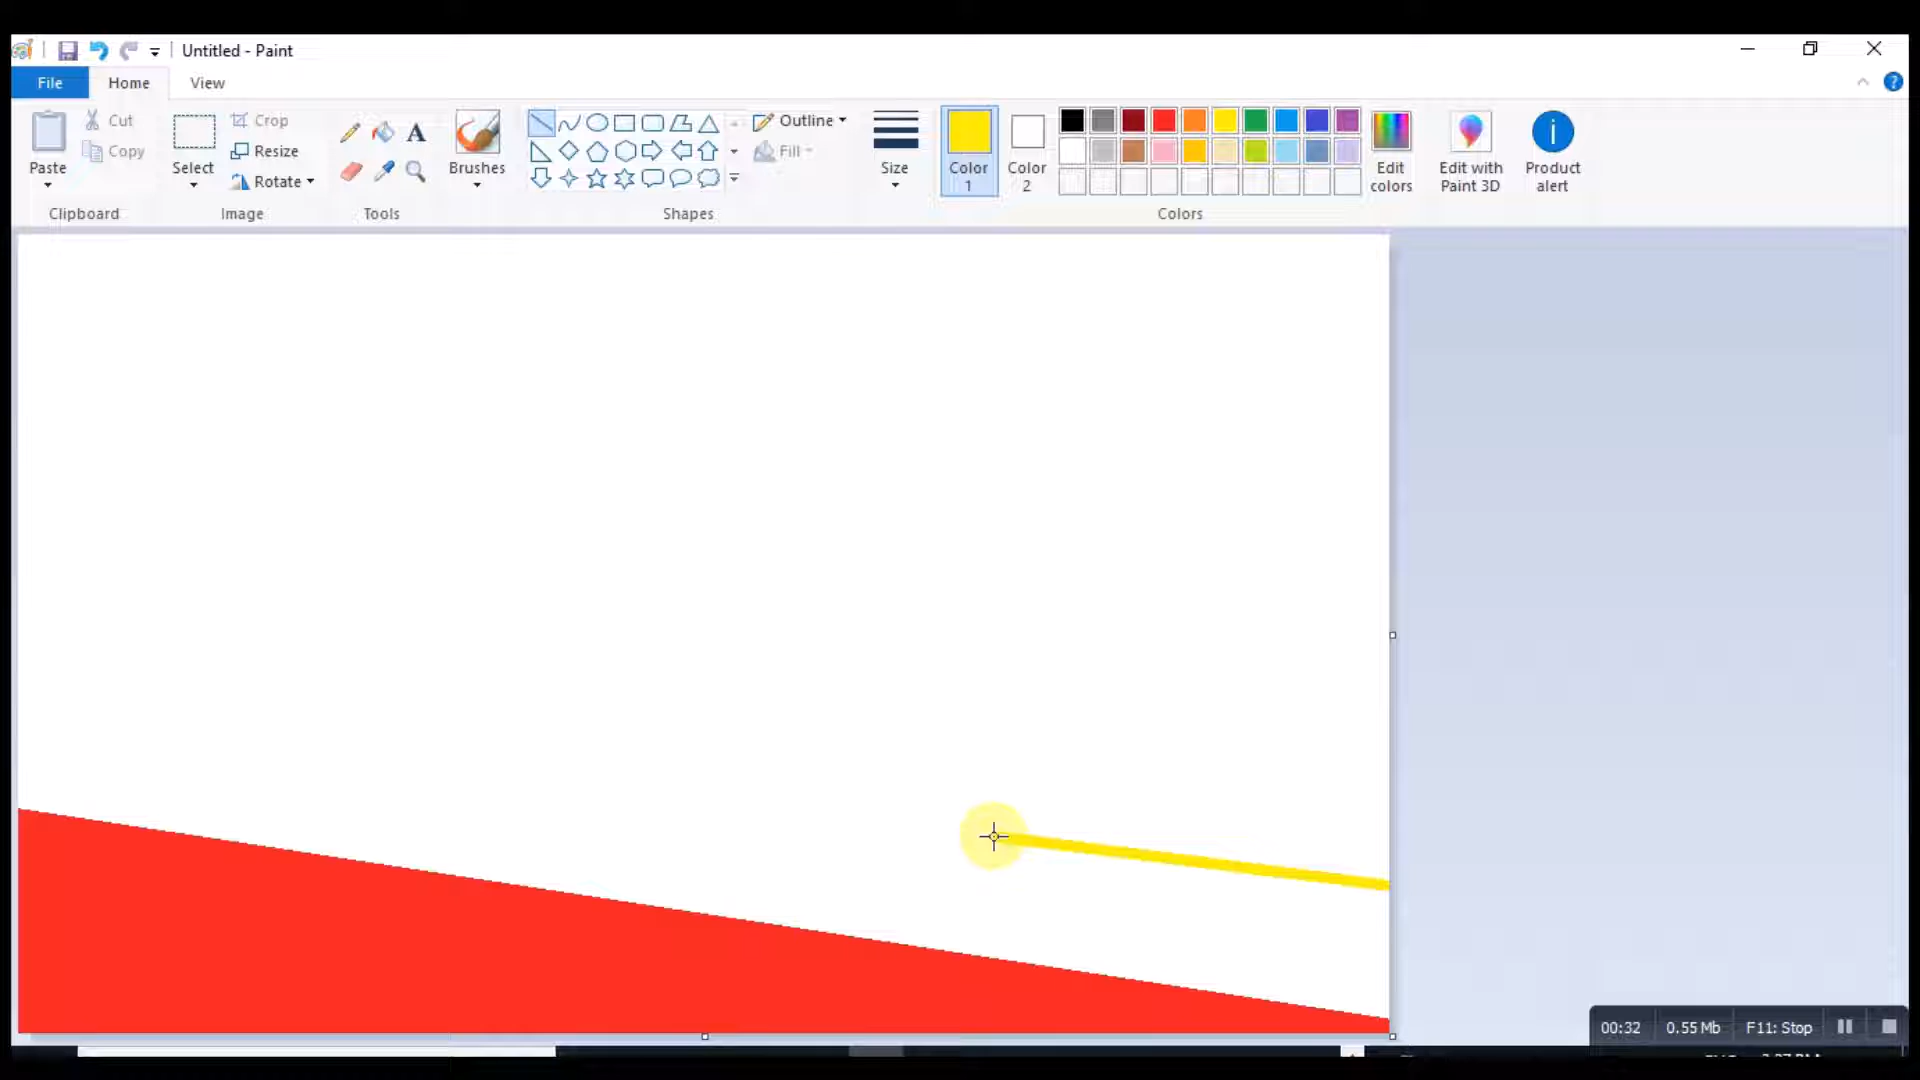 Untitled - Paint
File Home View
Paste
Cut
Copy
Clipboard
Select
Crop
Resize
Rotate
Image
A
Tools
Brushes
Outline
Fill
Shapes
Size
Color 1
Color 2
Colors
Edit colors
Edit with Paint 3D
Product alert
00:32 0.55 Mb F11: Stop